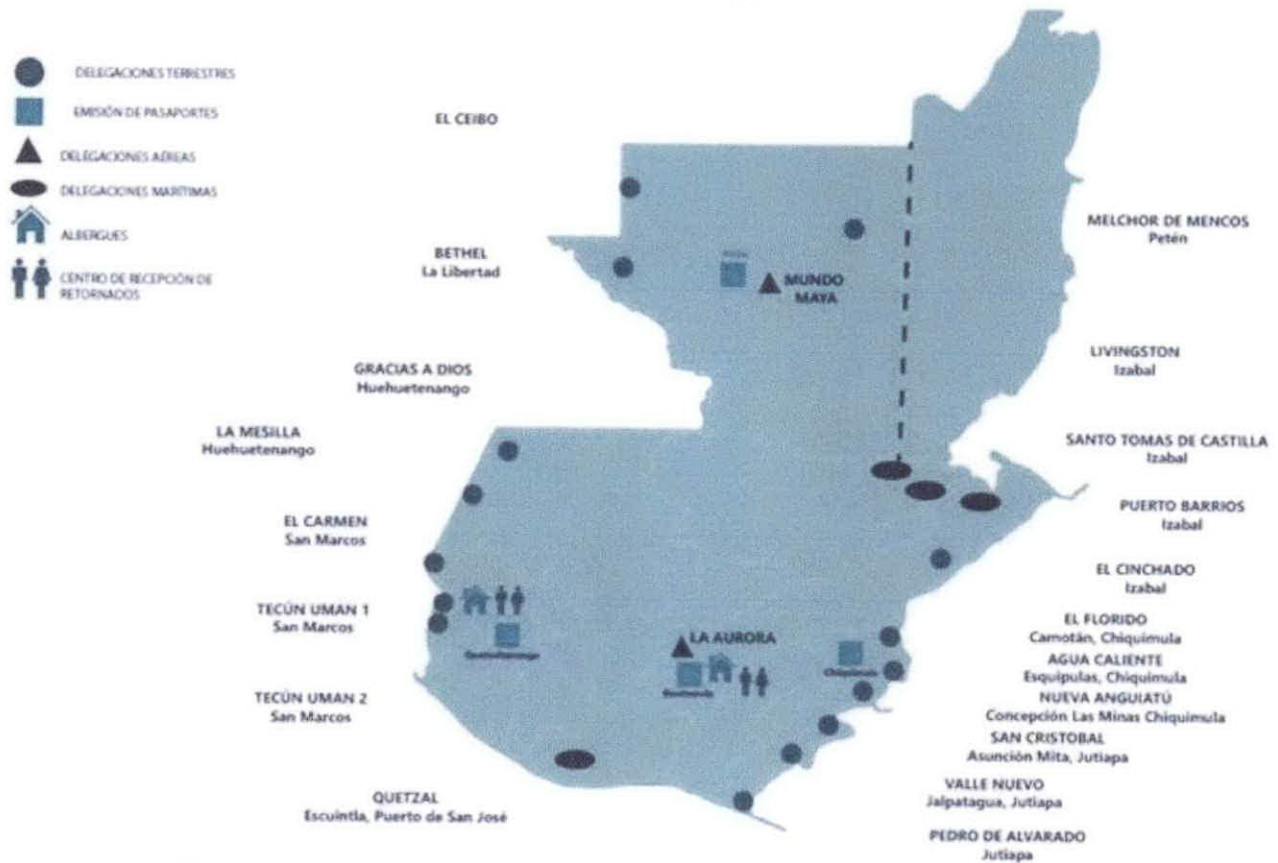 DELEGACIONES TERRESTRES
EMISIÓN DE PASAPORTES
DELEGACIONES AÉREAS
DELEGACIONES MARÍTIMAS
ALBERGUES
CENTRO DE RECEPCIÓN DE
RETORNADOS
EL CEIBO
BETHEL
La Libertad
GRACIAS A DIOS
Huehuetenango
LA MESILLA
Huehuetenango
EL CARMEN
San Marcos
TECÚN UMAN 1
San Marcos
TECÚN UMAN 2
San Marcos
QUETZAL
Escuintla, Puerto de San José
MUNDO
MAYA
LA AURORA
Quetzaltenango
Guatemala
Chiquimula
MELCHOR DE MENCOS
Petén
LIVINGSTON
Izabal
SANTO TOMAS DE CASTILLA
Izabal
PUERTO BARRIOS
Izabal
EL CINCHADO
Izabal
EL FLORIDO
Camotán, Chiquimula
AGUA CALIENTE
Esquipulas, Chiquimula
NUEVA ANGUIATÚ
Concepción Las Minas Chiquimula
SAN CRISTOBAL
Asunción Mita, Jutiapa
VALLE NUEVO
Jalpatagua, Jutiapa
PEDRO DE ALVARADO
Jutiapa